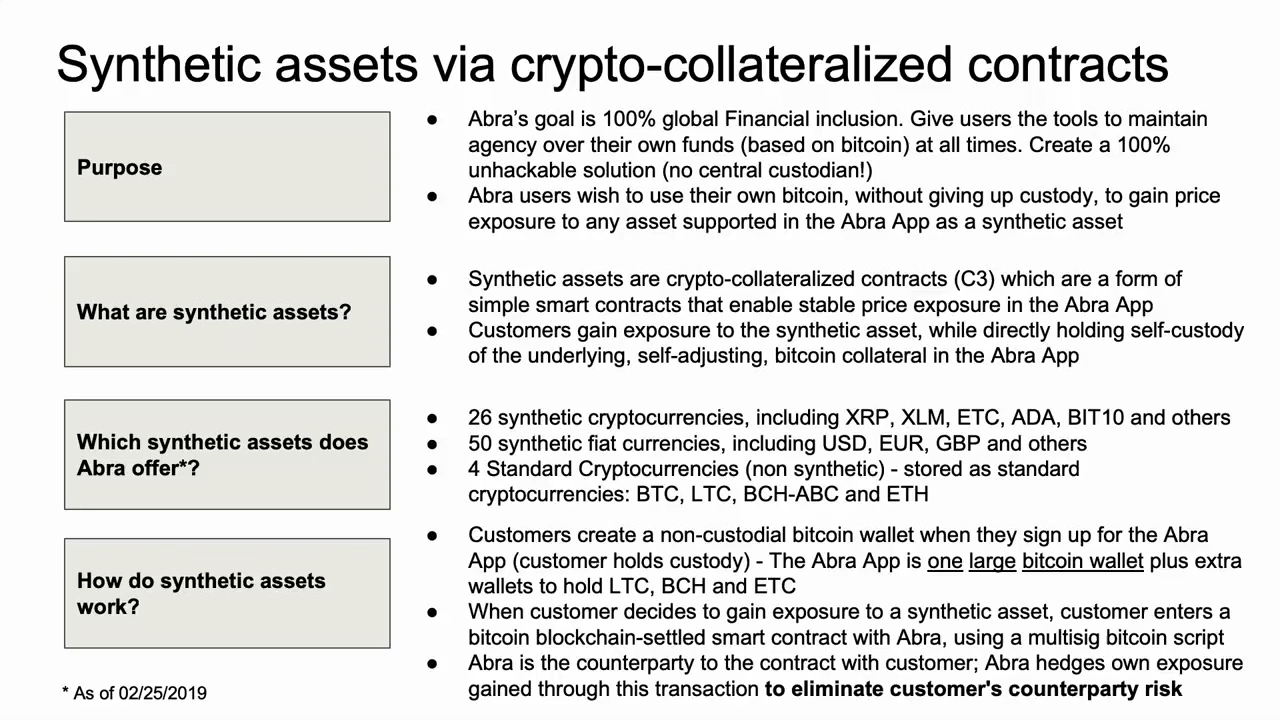 Synthetic assets via crypto-collateralized contracts
Purpose
● Abra's goal is 100% global Financial inclusion. Give users the tools to maintain
agency over their own funds (based on bitcoin) at all times. Create a 100%
unhackable solution (no central custodian!)
● Abra users wish to use their own bitcoin, without giving up custody, to gain price
exposure to any asset supported in the Abra App as a synthetic asset
What are synthetic assets?
● Synthetic assets are crypto-collateralized contracts (C3) which are a form of
simple smart contracts that enable stable price exposure in the Abra App
● Customers gain exposure to the synthetic asset, while directly holding self-custody
of the underlying, self-adjusting, bitcoin collateral in the Abra App
Which synthetic assets does
Abra offer*?
● 26 synthetic cryptocurrencies, including XRP, XLM, ETC, ADA, BIT10 and others
● 50 synthetic fiat currencies, including USD, EUR, GBP and others
● 4 Standard Cryptocurrencies (non synthetic) - stored as standard
cryptocurrencies: BTC, LTC, BCH-ABC and ETH
How do synthetic assets
work?
● Customers create a non-custodial bitcoin wallet when they sign up for the Abra
App (customer holds custody) - The Abra App is one large bitcoin wallet plus extra
wallets to hold LTC, BCH and ETC
● When customer decides to gain exposure to a synthetic asset, customer enters a
bitcoin blockchain-settled smart contract with Abra, using a multisig bitcoin script
● Abra is the counterparty to the contract with customer; Abra hedges own exposure
gained through this transaction to eliminate customer's counterparty risk
* As of 02/25/2019